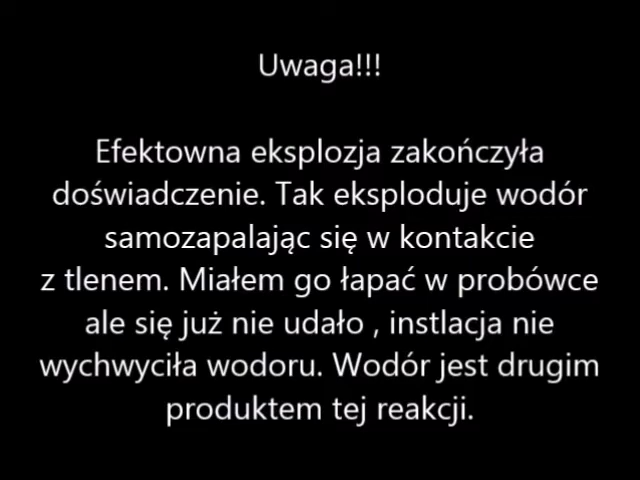 Uwaga!!!
Efektowna eksplozja zakończyła
doświadczenie. Tak eksploduje wodór
samozapalając się w kontakcie
z tlenem. Miałem go łapać w probówce
ale się już nie udało , instlacja nie
wychwyciła wodoru. Wodór jest drugim
produktem tej reakcji.